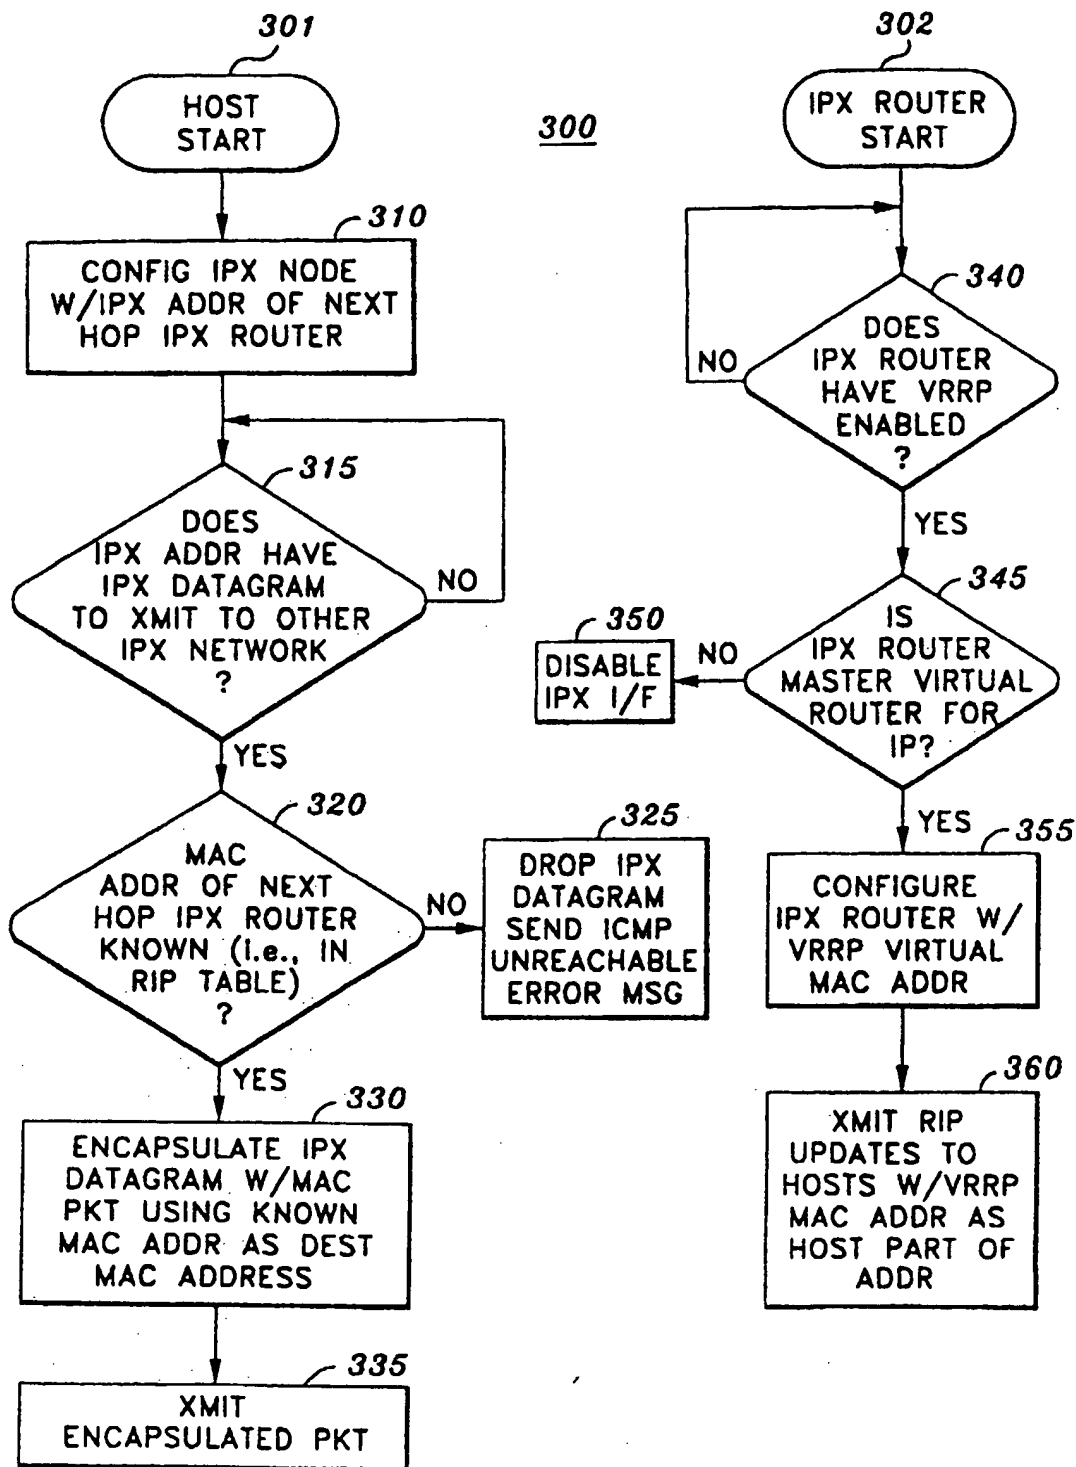 301
HOST
START
310
CONFIG IPX NODE
W/IPX ADDR OF NEXT
HOP IPX ROUTER
315
DOES
IPX ADDR HAVE
IPX DATAGRAM
TO XMIT TO OTHER
IPX NETWORK
?
NO
YES
320
MAC
ADDR OF NEXT
HOP IPX ROUTER
KNOWN (i.e., IN
RIP TABLE)
?
NO
325
DROP IPX
DATAGRAM
SEND ICMP
UNREACHABLE
ERROR MSG
YES
330
ENCAPSULATE IPX
DATAGRAM W/MAC
PKT USING KNOWN
MAC ADDR AS DEST
MAC ADDRESS
335
XMIT
ENCAPSULATED PKT
300
302
IPX ROUTER
START
340
DOES
IPX ROUTER
HAVE VRRP
ENABLED
?
NO
YES
345
IS
IPX ROUTER
MASTER VIRTUAL
ROUTER FOR
IP?
NO
350
DISABLE
IPX I/F
YES
355
CONFIGURE
IPX ROUTER W/
VRRP VIRTUAL
MAC ADDR
360
XMIT RIP
UPDATES TO
HOSTS W/VRRP
MAC ADDR AS
HOST PART OF
ADDR